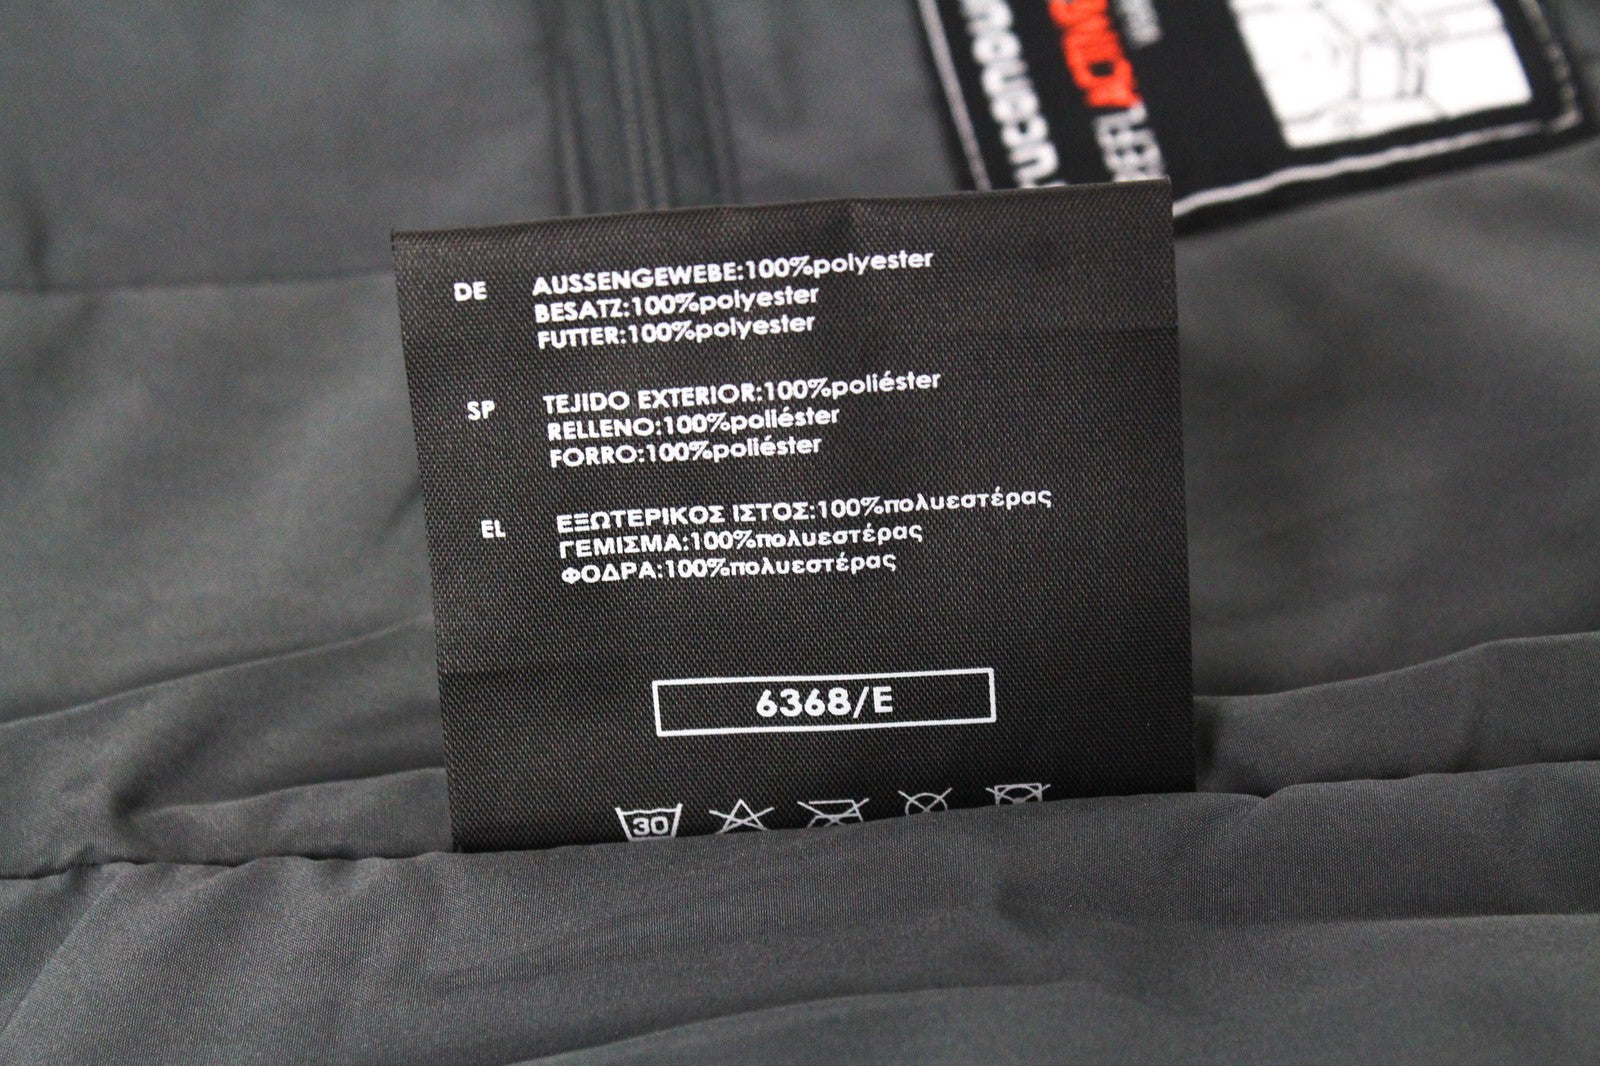 DE AUSSENGEWEBE:100%polyester
BESATZ:100%polyester
FUTTER:100%polyester
SP TEJIDO EXTERIOR:100%poliéster
RELLENO:100%poliéster
FORRO:100%poliéster
EL ΕΞΩΤΕΡΙΚΟΣ ΙΣΤΟΣ:100%πολυεστέρας
ΓΕΜΙΣΜΑ:100%πολυεστέρας
ΦΟΔΡΑ:100%πολυεστέρας
6368/E
30